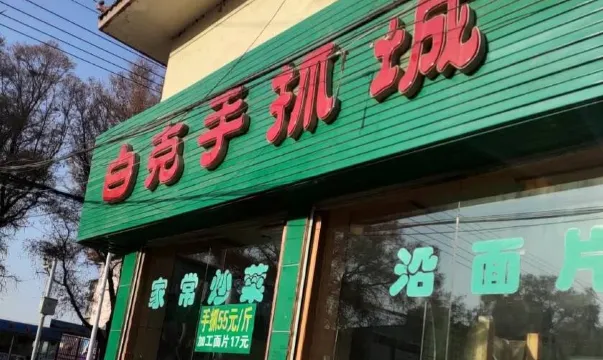 白克手抓城
家常炒菜
手抓55元/斤
加工面片17元
沿面片